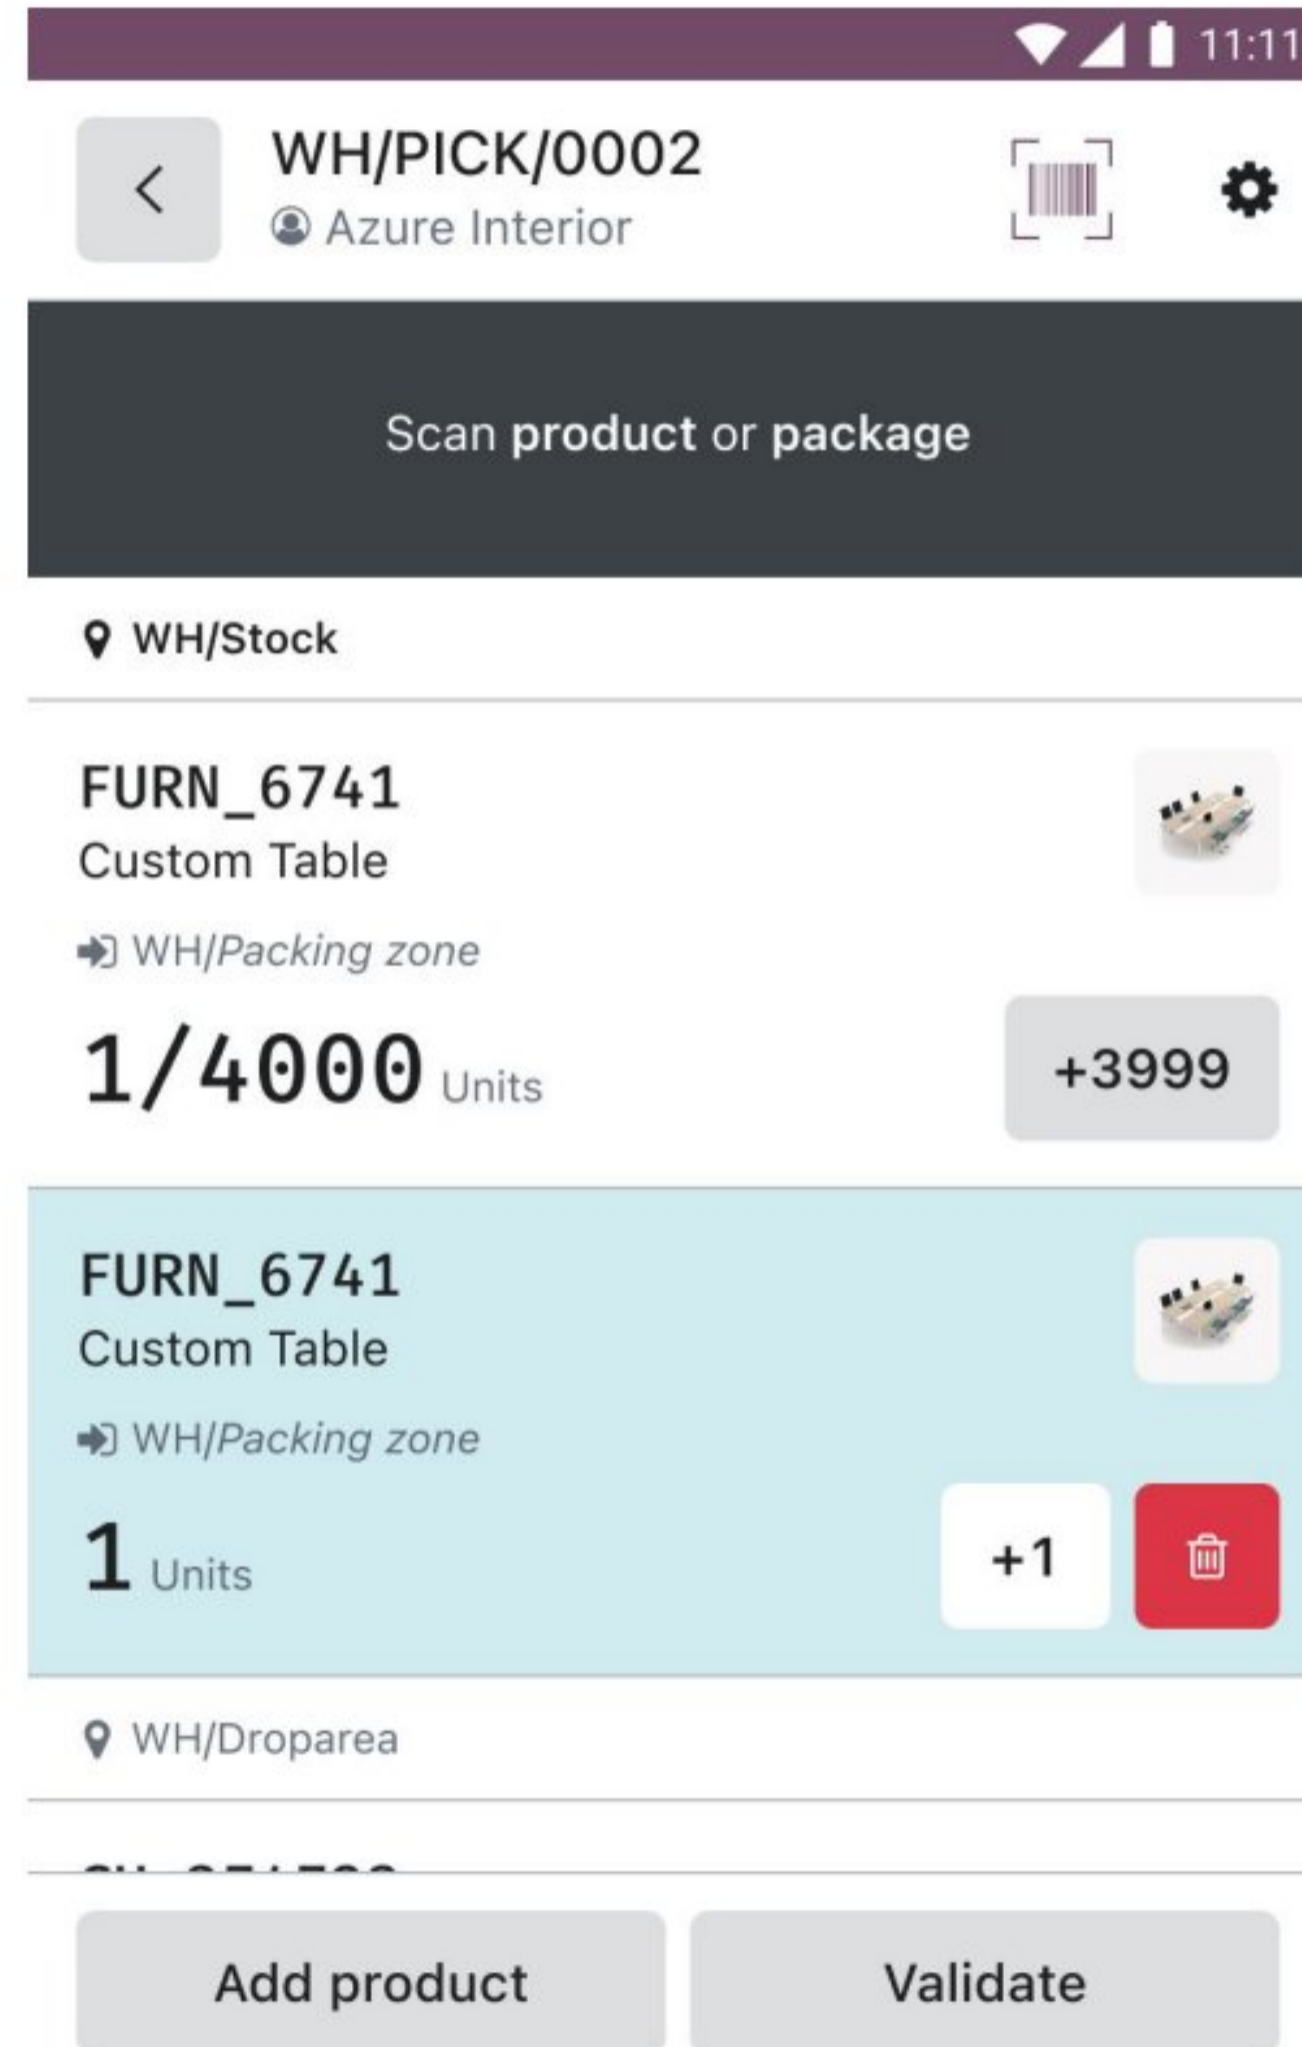 11:11
WH/PICK/0002
Azure Interior
Scan product or package
WH/Stock
FURN_6741
Custom Table
WH/Packing zone
1/4000 Units
+3999
FURN_6741
Custom Table
WH/Packing zone
1 Units
+1
WH/Droparea
Add product
Validate